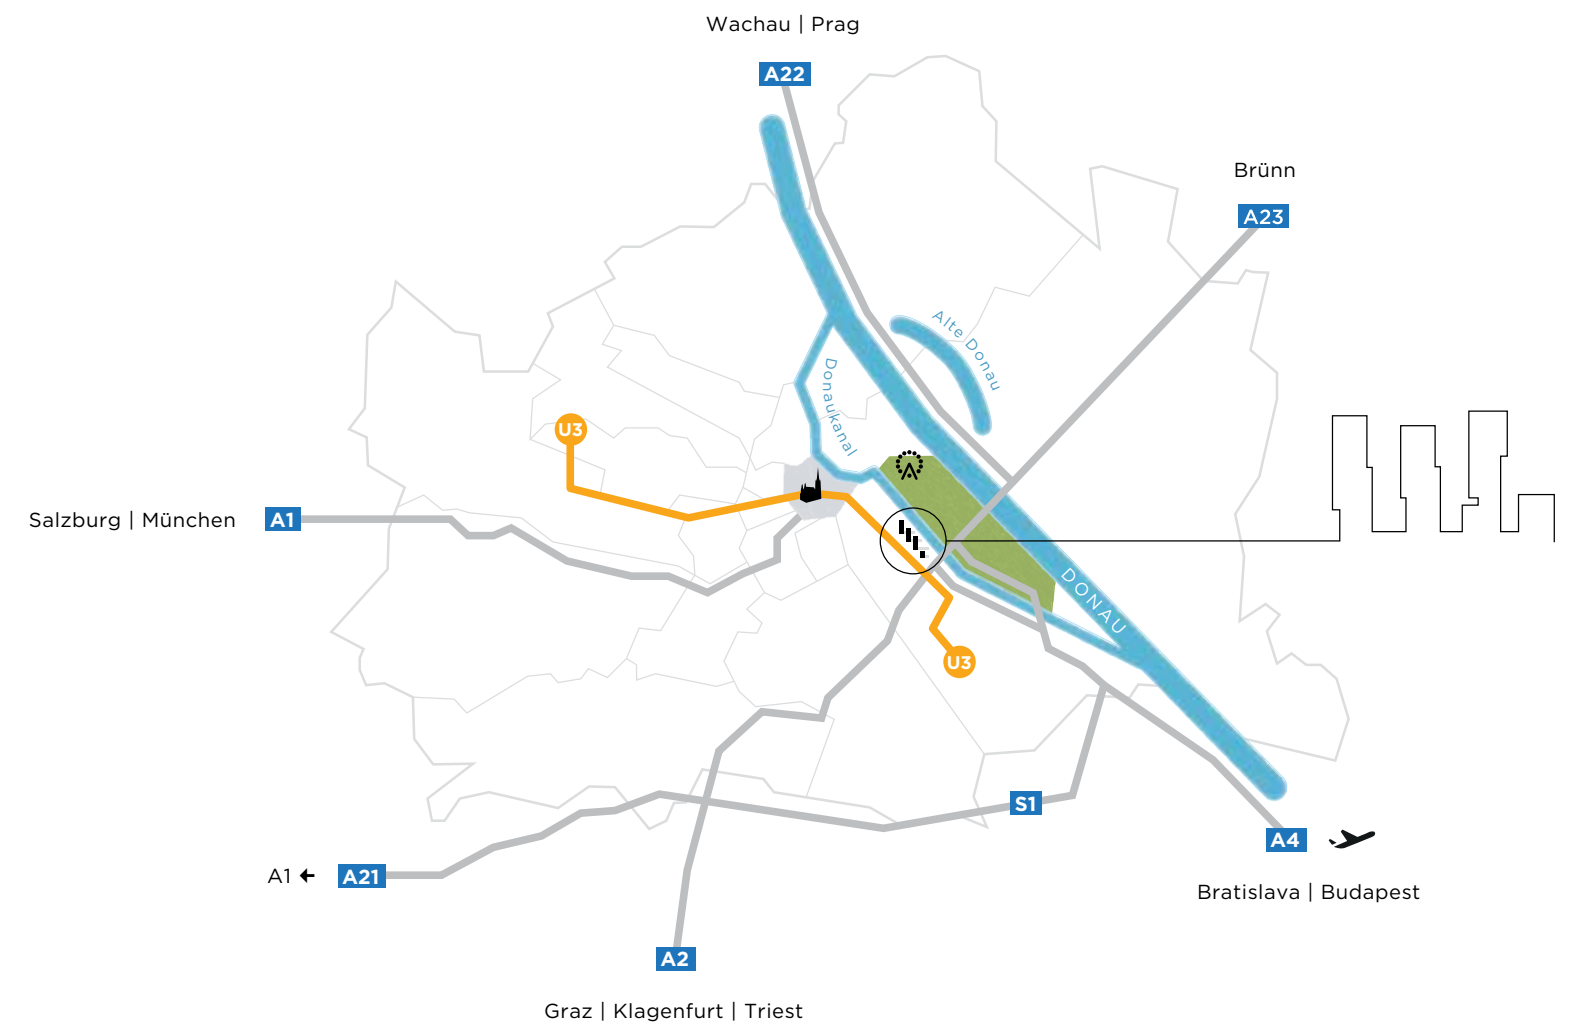 Wachau | Prag
A22
Brünn
A23
Alte Donau
Donaukanal
U3
Salzburg | München
A1
DONAU
U3
S1
A4
A1
A21
Bratislava | Budapest
A2
Graz | Klagenfurt | Triest